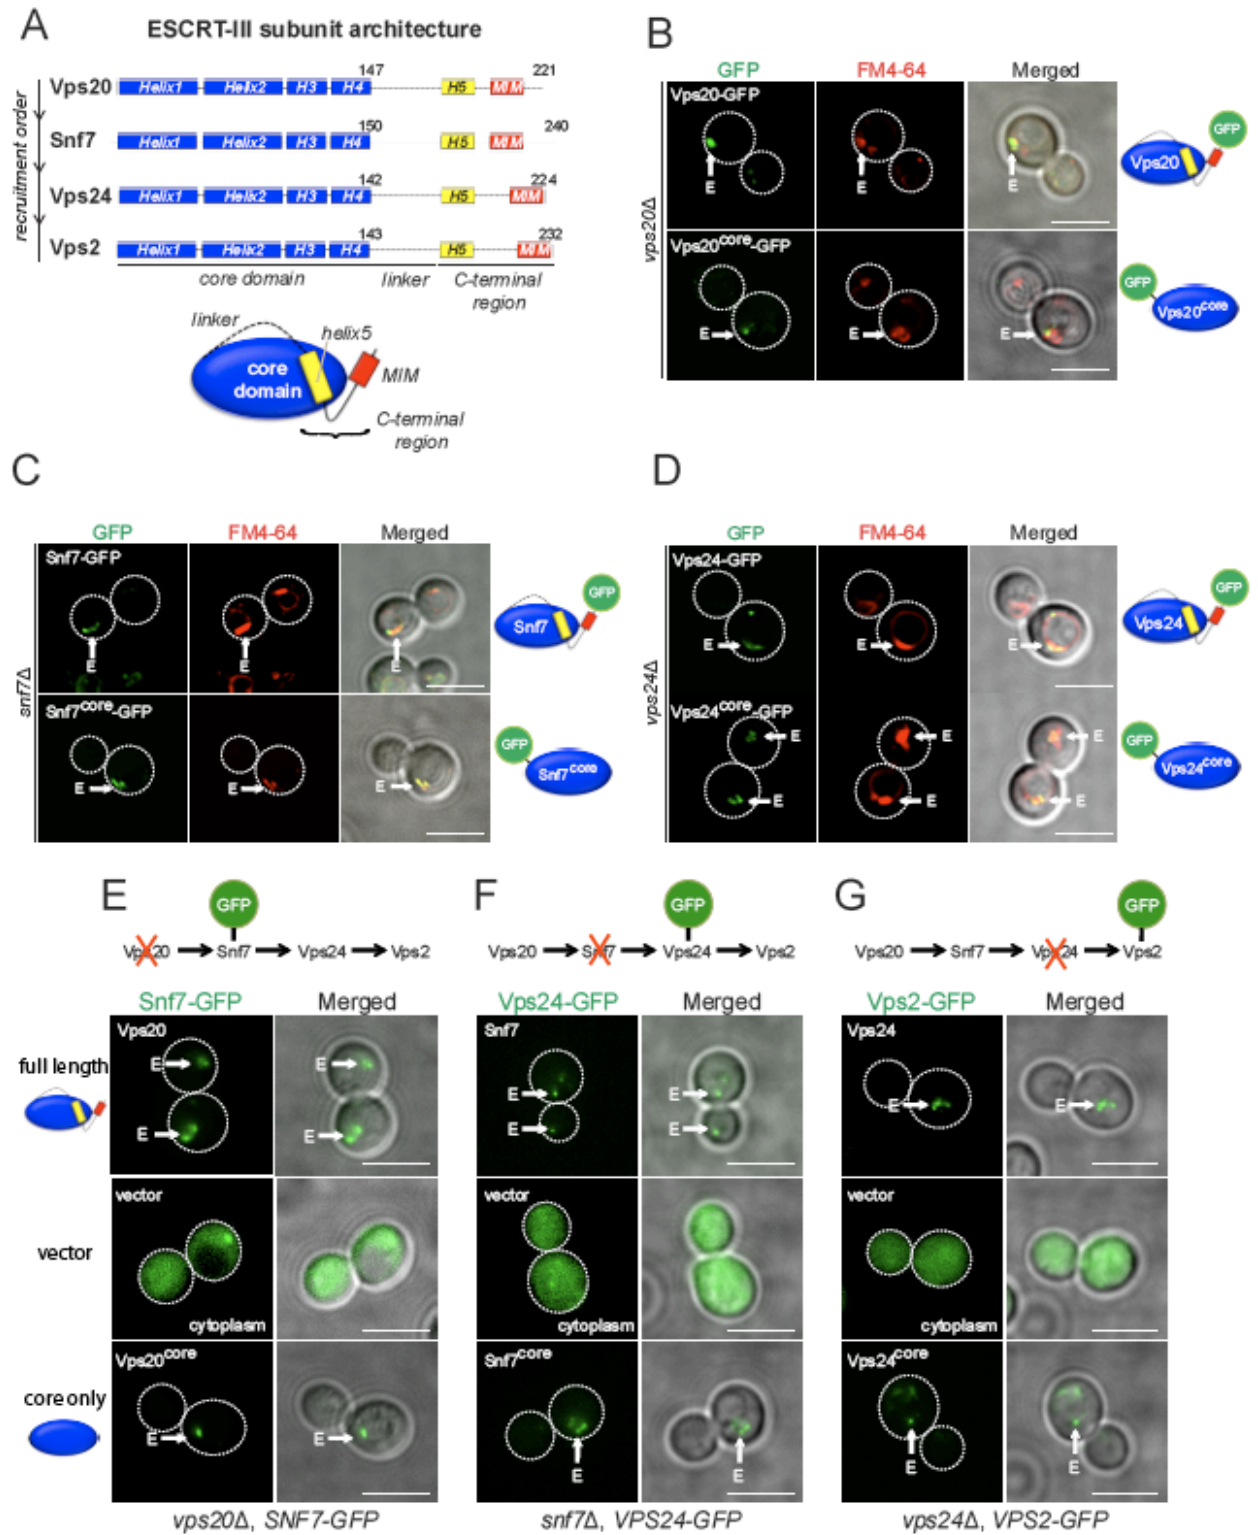 A
ESCRT-III subunit architecture
recruitment order
147
221
Vps20
Helix1
Helix2
H3
H4
H5
MIM
150
240
Snf7
Helix1
Helix2
H3
H4
H5
MIM
142
224
Vps24
Helix1
Helix2
H3
H4
H5
MIM
143
232
Vps2
Helix1
Helix2
H3
H4
H5
MIM
core domain
linker
C-terminal
region
linker
helix5
core
domain
MIM
C-terminal
region
B
GFP
FM4-64
Merged
vps20Δ
Vps20-GFP
E
E
E
GFP
Vps20
Vps20core-GFP
E
E
E
GFP
Vps20core
C
GFP
FM4-64
Merged
snf7Δ
Snf7-GFP
E
E
E
GFP
Snf7
Snf7core-GFP
E
E
E
GFP
Snf7core
D
GFP
FM4-64
Merged
vps24Δ
Vps24-GFP
E
E
E
GFP
Vps24
Vps24core-GFP
E
E
E
E
E
E
GFP
Vps24core
E
GFP
Vps20
Snf7
Vps24
Vps2
Snf7-GFP
Merged
full length
Vps20
E
E
E
E
vector
vector
cytoplasm
core only
Vps20core
E
E
vps20Δ, SNF7-GFP
F
GFP
Vps20
Snf7
Vps24
Vps2
Vps24-GFP
Merged
Snf7
E
E
E
E
vector
cytoplasm
Snf7core
E
E
snf7Δ, VPS24-GFP
G
GFP
Vps20
Snf7
Vps24
Vps2
Vps2-GFP
Merged
Vps24
E
E
vector
cytoplasm
Vps24core
E
E
vps24Δ, VPS2-GFP